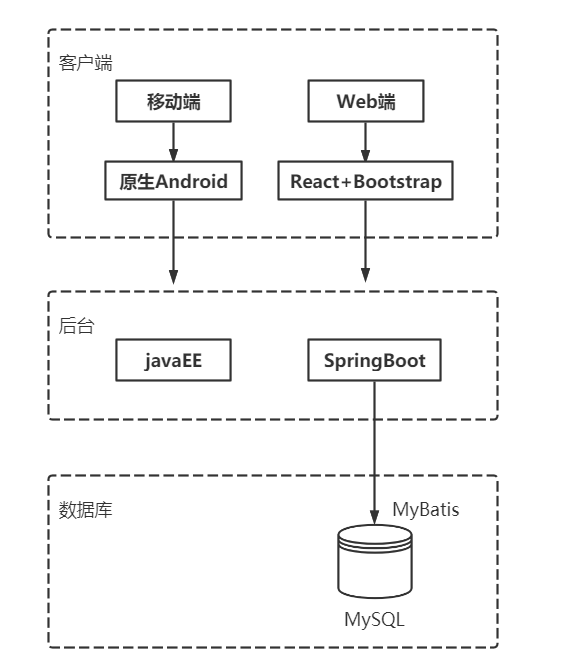 客户端
移动端
Web端
原生Android
React+Bootstrap
后台
javaEE
SpringBoot
数据库
MyBatis
MySQL